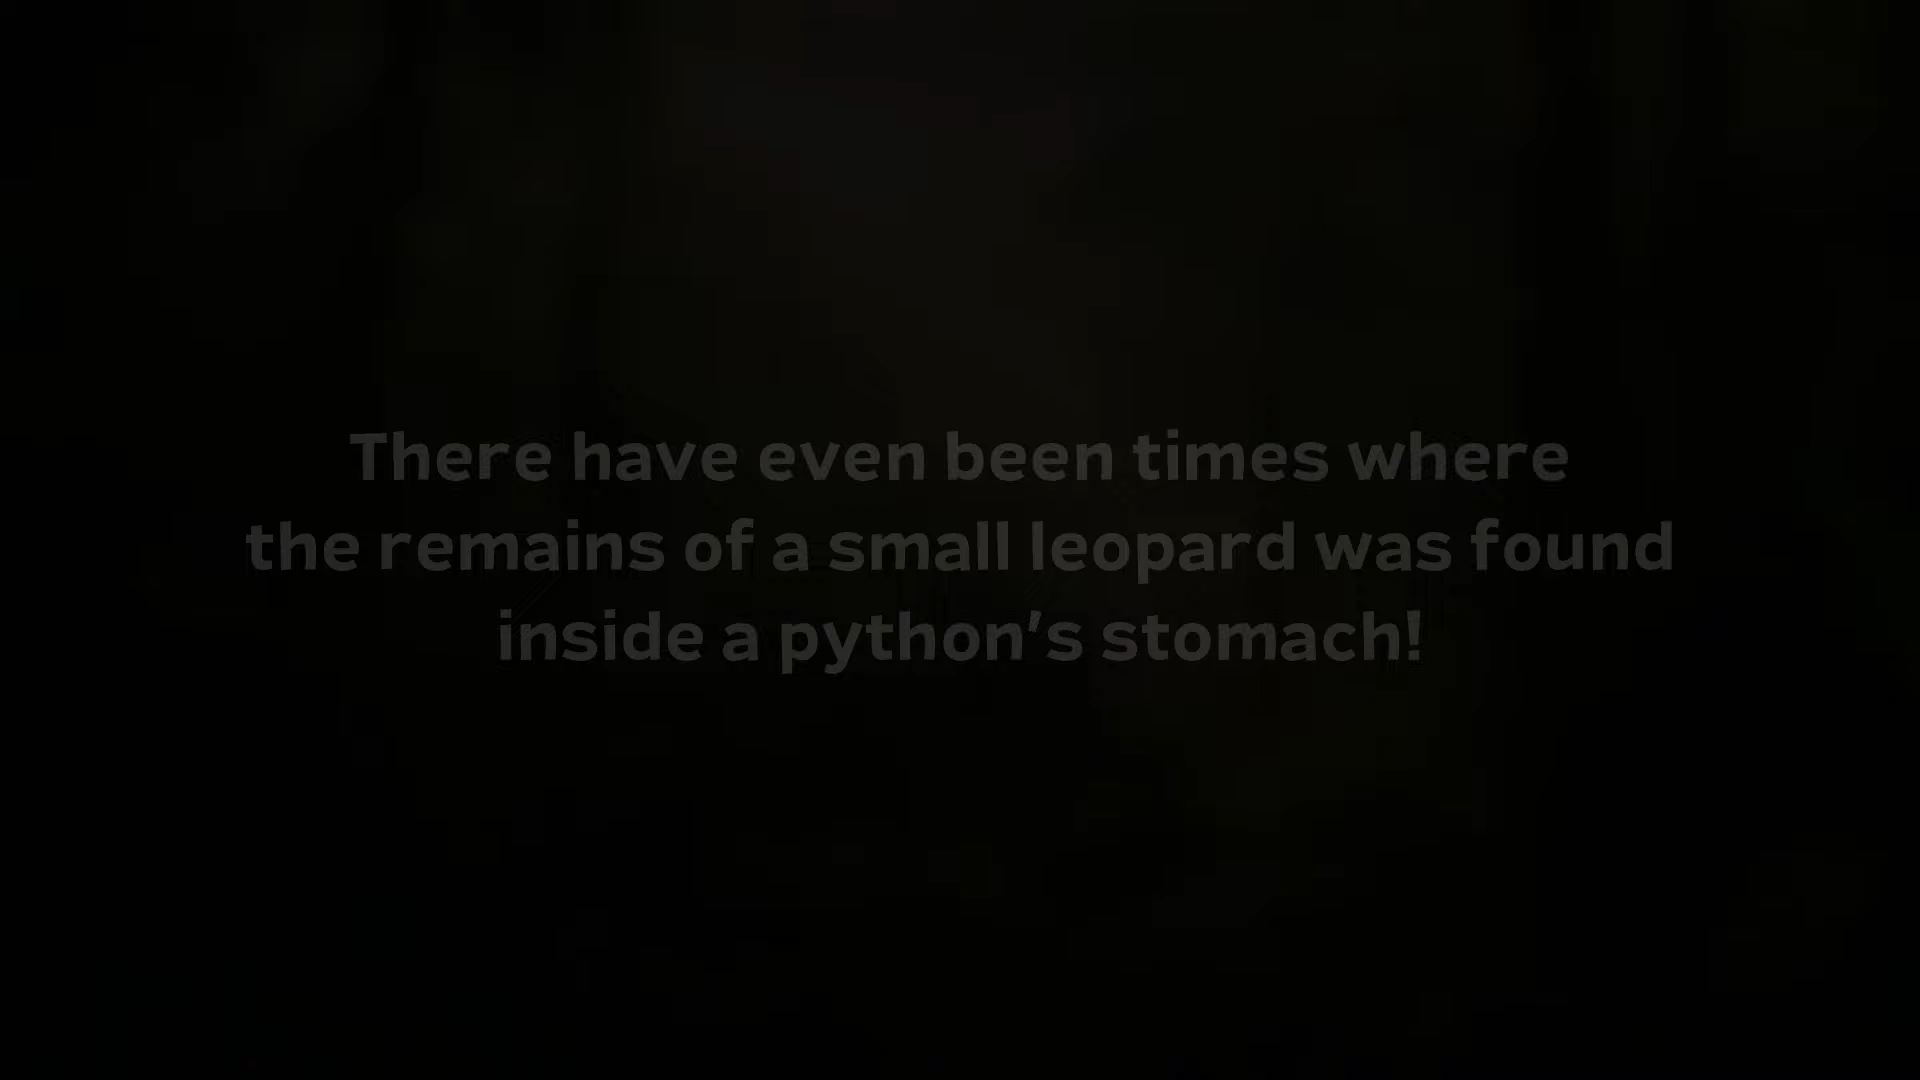 There have even been times where
the remains of a small leopard was found
inside a python's stomach!